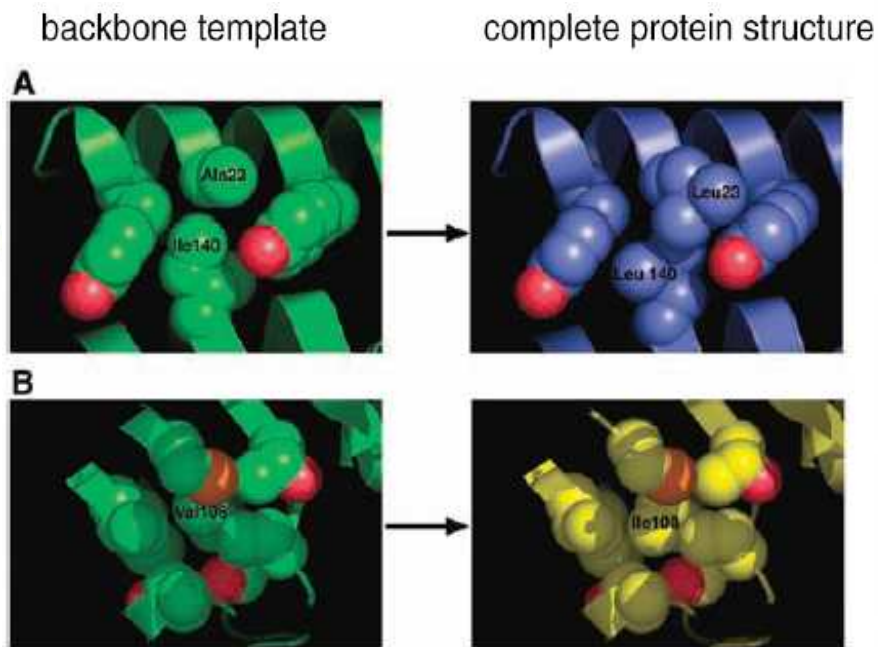 backbone template complete protein structure
A
Ala23 Leu23
Ile140 Leu 140
B
Val108 Ile108